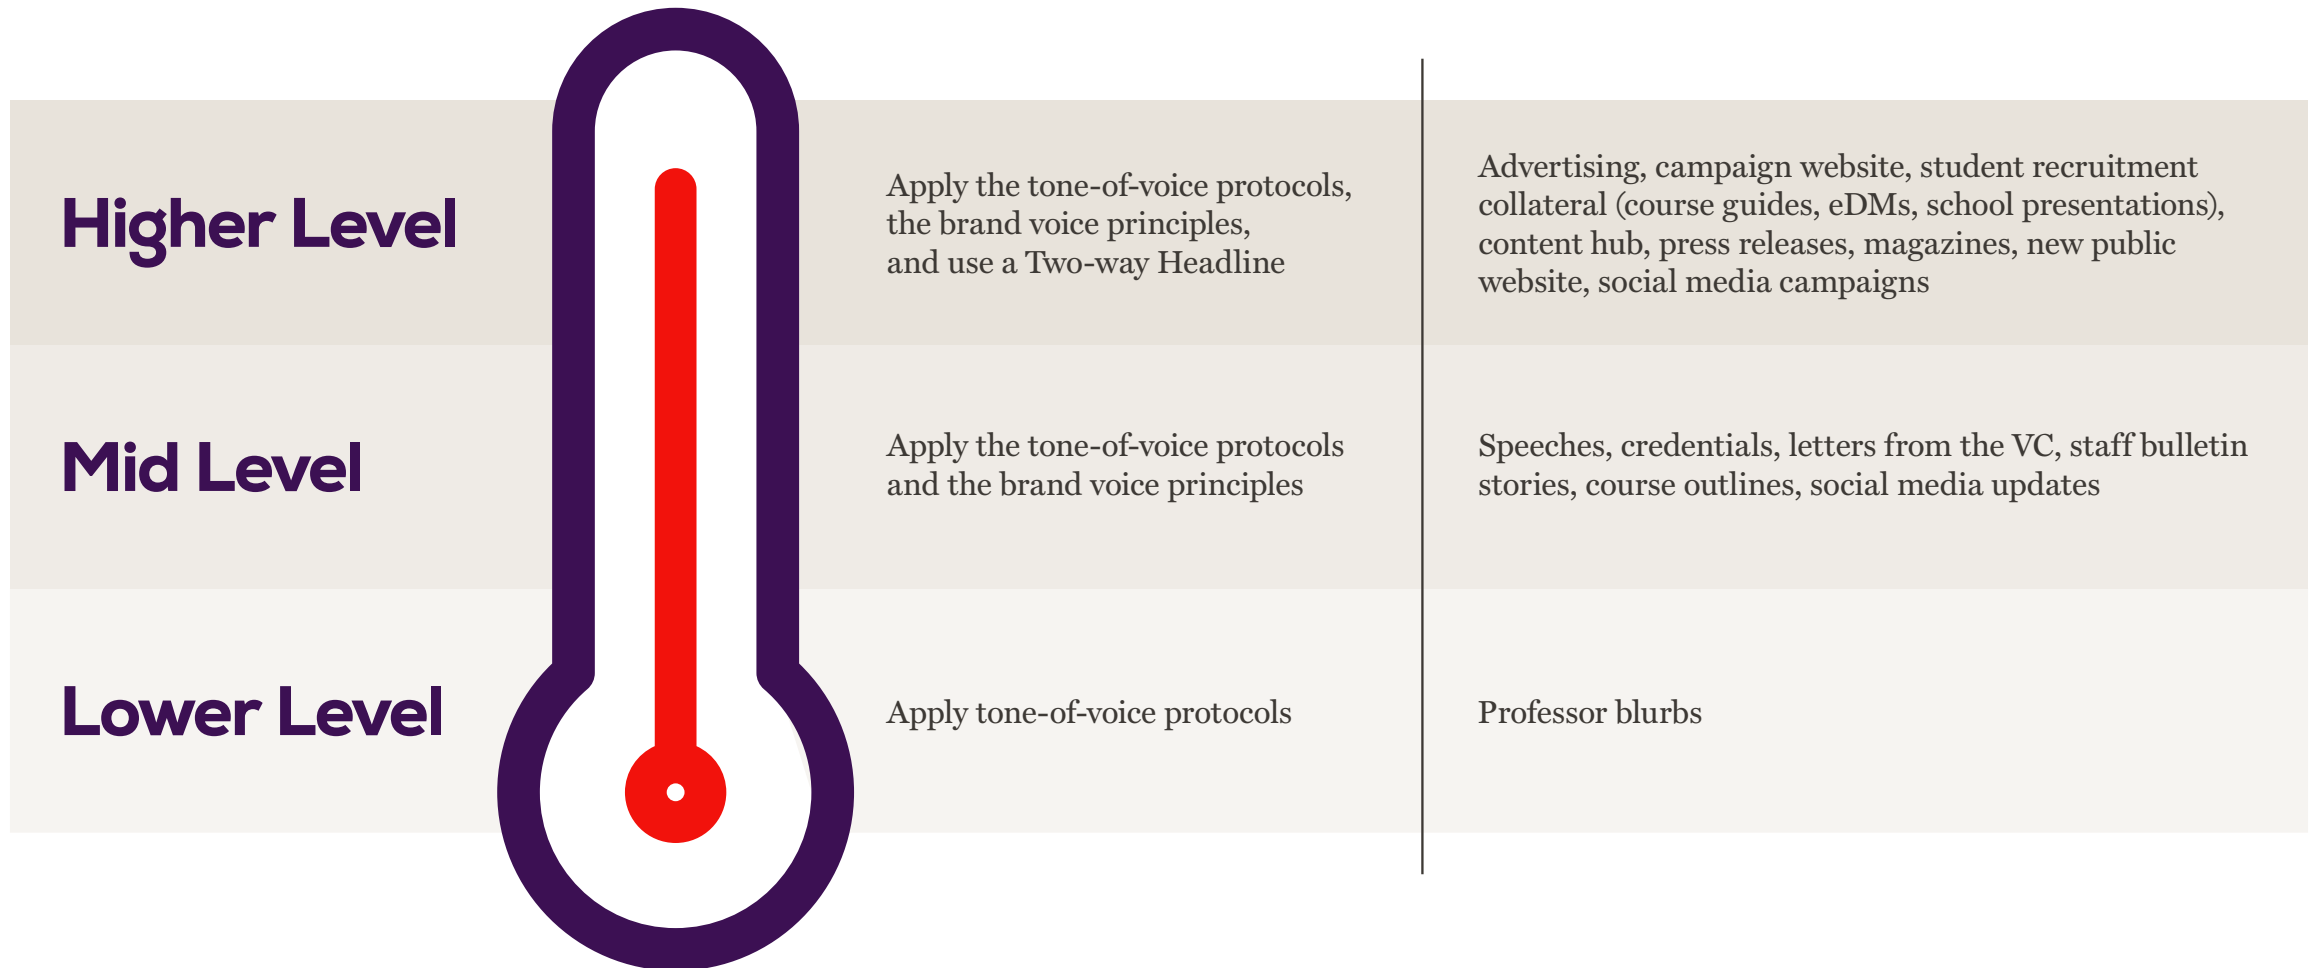 Higher Level
Apply the tone-of-voice protocols,
the brand voice principles,
and use a Two-way Headline
Advertising, campaign website, student recruitment
collateral (course guides, eDMs, school presentations),
content hub, press releases, magazines, new public
website, social media campaigns
Mid Level
Apply the tone-of-voice protocols
and the brand voice principles
Speeches, credentials, letters from the VC, staff bulletin
stories, course outlines, social media updates
Lower Level
Apply tone-of-voice protocols
Professor blurbs